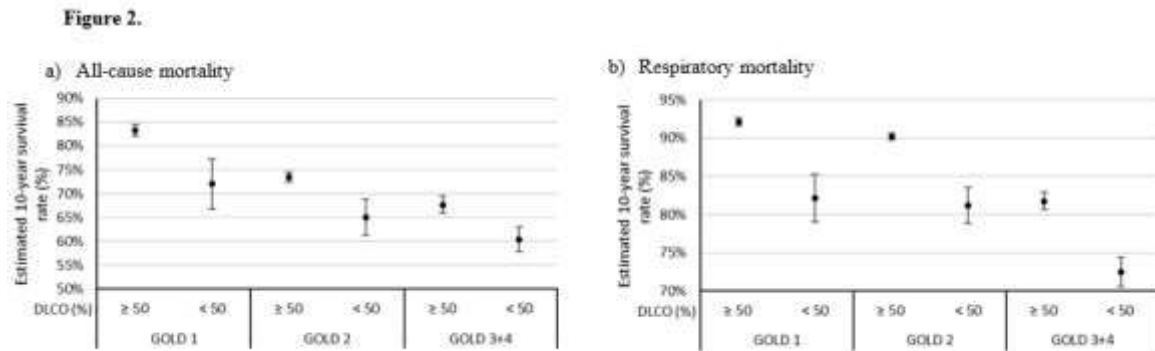 Figure 2.
a) All-cause mortality
Estimated 10-year survival
rate (%)
90%
85%
80%
75%
70%
65%
60%
55%
50%
DLCO (%) ≥ 50 < 50 ≥ 50 < 50 ≥ 50 < 50
GOLD 1 GOLD 2 GOLD 3+4
b) Respiratory mortality
Estimated 10-year survival
rate (%)
95%
90%
85%
80%
75%
70%
DLCO (%) ≥ 50 < 50 ≥ 50 < 50 ≥ 50 < 50
GOLD 1 GOLD 2 GOLD 3+4